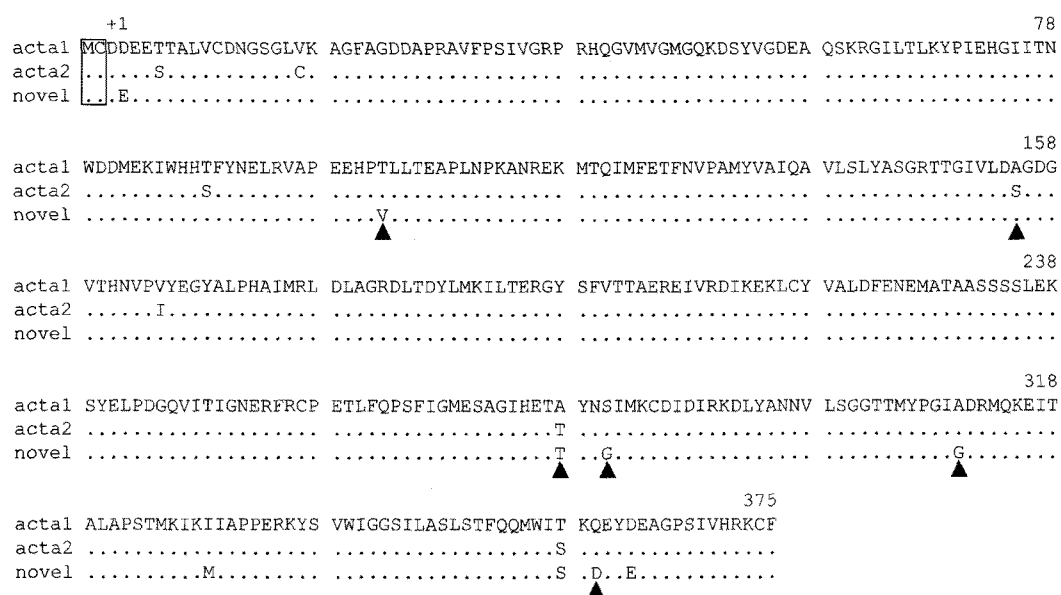 +1 78
acta1 MCDDEETTALVCDNGSGLVK AGFAGDDAPRAVFPSIVGRP RHQGVMVGMGQKDSYVGDEA QSKRGILTLKYPIEHGIITN
acta2 ......S...........C. .................... .................... ....................
novel ...E................ .................... .................... ....................
158
acta1 WDDMEKIWHHTFYNELRVAP EEHPTLLTEAPLNPKANREK MTQIMFETFNVPAMYVAIQA VLSLYASGRTTGIVLDAGDG
acta2 ..........S......... .................... .................... ................S...
novel .................... ....V............... .................... ....................
238
acta1 VTHNVPVYEGYALPHAIMRL DLAGRDLTDYLMKILTERGY SFVTTAEREIVRDIKEKLCY VALDFENEMATAASSSSLEK
acta2 ......I............. .................... .................... ....................
novel .................... .................... .................... ....................
318
acta1 SYELPDGQVITIGNERFRCP ETLFQPSFIGMESAGIHETA YNSIMKCDIDIRKDLYANNV LSGGTTMYPGIADRMQKEIT
acta2 .................... ...................T .................... ....................
novel .................... ...................T ..G................. ...........G........
375
acta1 ALAPSTMKIKIIAPPERKYS VWIGGSILASLSTFQQMWIT KQEYDEAGPSIVHRKCF
acta2 .................... ...................S .................
novel ..........M......... ...................S .D..E............